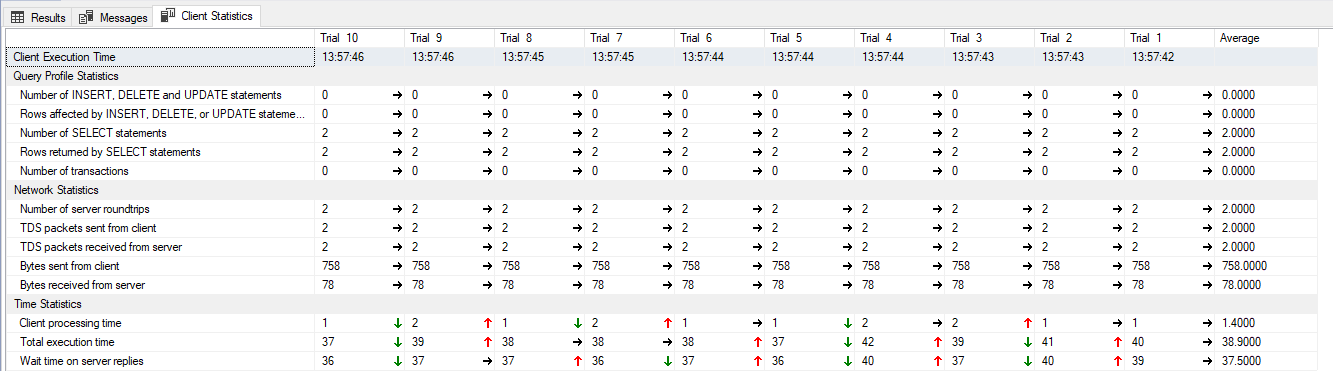 Results Messages Client Statistics
Trial 10 Trial 9 Trial 8 Trial 7 Trial 6 Trial 5 Trial 4 Trial 3 Trial 2 Trial 1 Average
Client Execution Time 13:57:46 13:57:46 13:57:45 13:57:45 13:57:44 13:57:44 13:57:44 13:57:43 13:57:43 13:57:42
Query Profile Statistics
Number of INSERT, DELETE and UPDATE statements 0 → 0 → 0 → 0 → 0 → 0 → 0 → 0 → 0 → 0 → 0.0000
Rows affected by INSERT, DELETE, or UPDATE stateme... 0 → 0 → 0 → 0 → 0 → 0 → 0 → 0 → 0 → 0 → 0.0000
Number of SELECT statements 2 → 2 → 2 → 2 → 2 → 2 → 2 → 2 → 2 → 2 → 2.0000
Rows returned by SELECT statements 2 → 2 → 2 → 2 → 2 → 2 → 2 → 2 → 2 → 2 → 2.0000
Number of transactions 0 → 0 → 0 → 0 → 0 → 0 → 0 → 0 → 0 → 0 → 0.0000
Network Statistics
Number of server roundtrips 2 → 2 → 2 → 2 → 2 → 2 → 2 → 2 → 2 → 2 → 2.0000
TDS packets sent from client 2 → 2 → 2 → 2 → 2 → 2 → 2 → 2 → 2 → 2 → 2.0000
TDS packets received from server 2 → 2 → 2 → 2 → 2 → 2 → 2 → 2 → 2 → 2 → 2.0000
Bytes sent from client 758 → 758 → 758 → 758 → 758 → 758 → 758 → 758 → 758 → 758 → 758.0000
Bytes received from server 78 → 78 → 78 → 78 → 78 → 78 → 78 → 78 → 78 → 78 → 78.0000
Time Statistics
Client processing time 1 ↓ 2 ↑ 1 ↓ 2 ↑ 1 → 1 ↓ 2 → 2 ↑ 1 → 1 → 1.4000
Total execution time 37 ↓ 39 ↑ 38 → 38 → 38 ↑ 37 ↓ 42 ↑ 39 ↓ 41 ↑ 40 → 38.9000
Wait time on server replies 36 ↓ 37 → 37 ↑ 36 ↓ 37 ↑ 36 ↓ 40 ↑ 37 ↓ 40 ↑ 39 → 37.5000